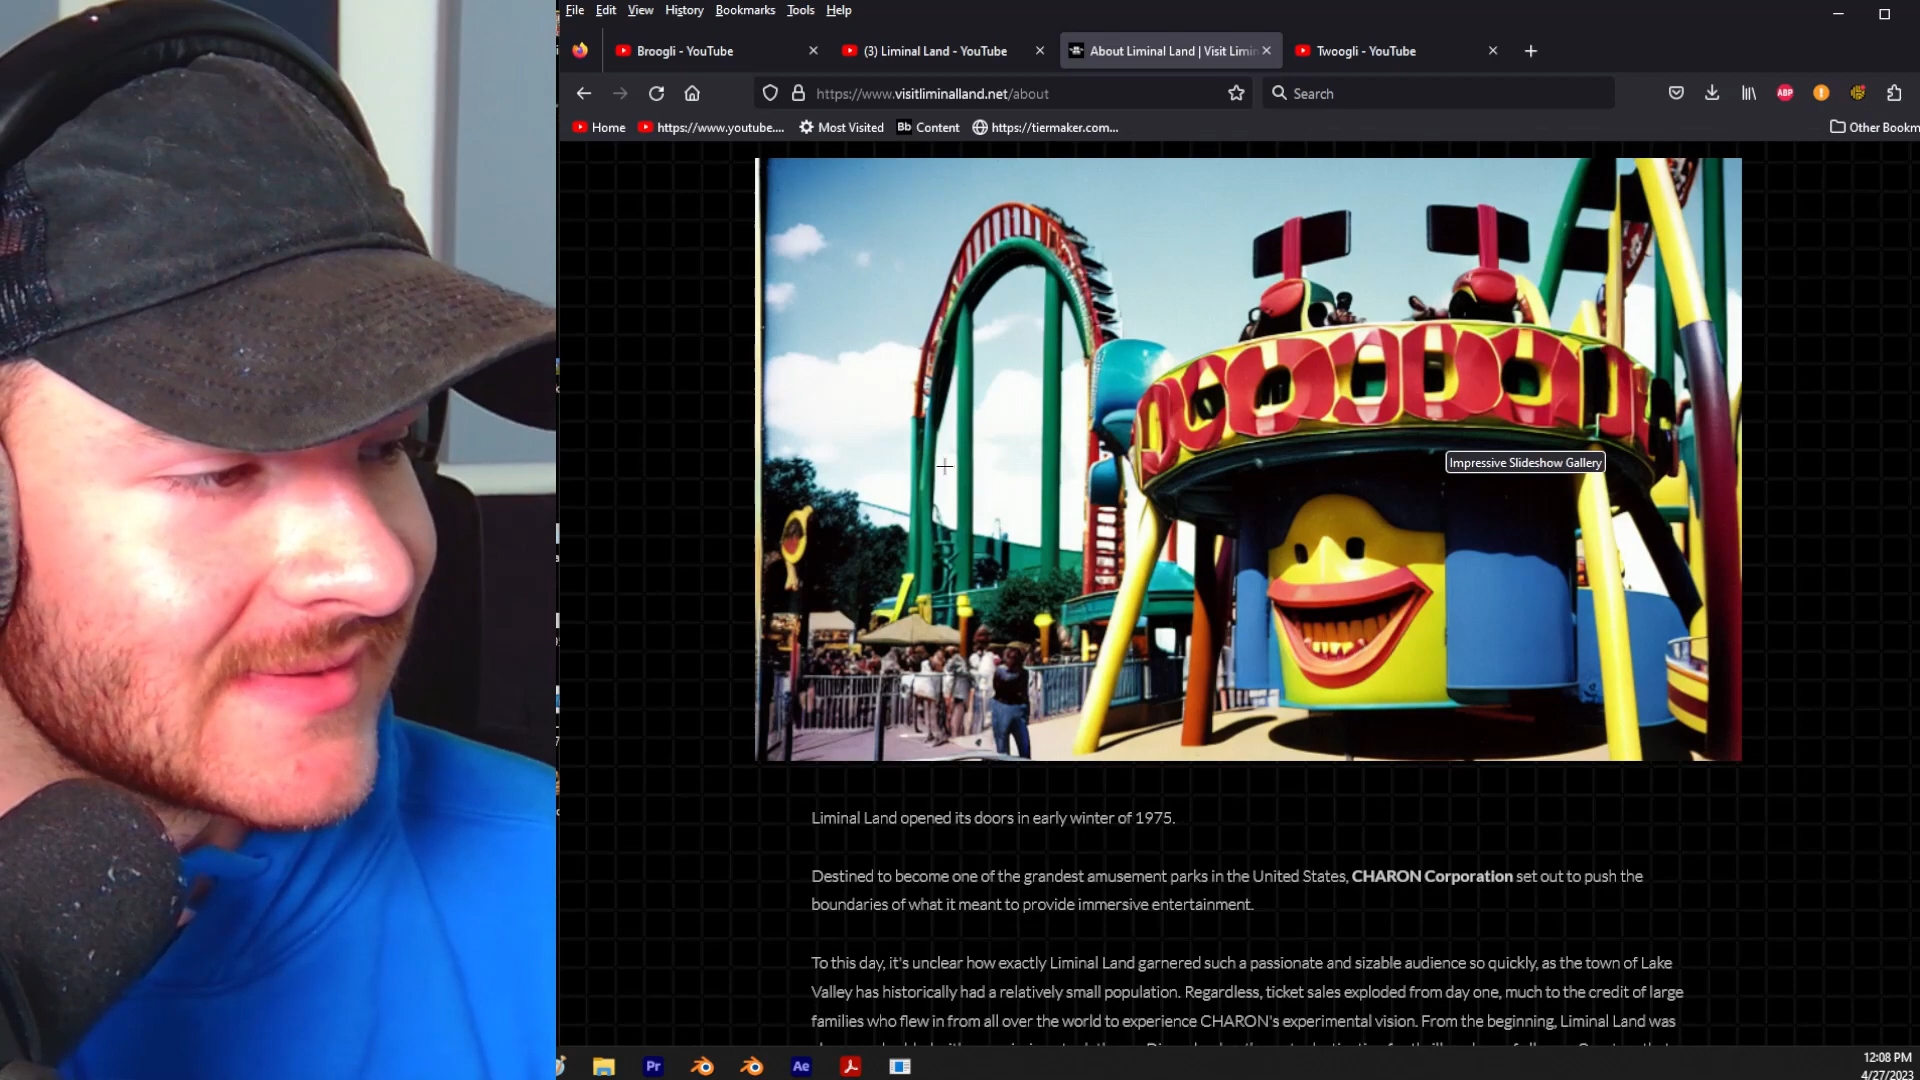 File Edit View History Bookmarks Tools Help
Broogli - YouTube
(3) Liminal Land - YouTube
About Liminal Land | Visit Limin
Twoogli - YouTube
https://www.visitliminalland.net/about
Search
ABP
Home
https://www.youtube....
Most Visited
Bb Content
https://tiermaker.com...
Other Bookm
Impressive Slideshow Gallery
Liminal Land opened its doors in early winter of 1975.
Destined to become one of the grandest amusement parks in the United States, CHARON Corporation set out to push the
boundaries of what it meant to provide immersive entertainment.
To this day, it's unclear how exactly Liminal Land garnered such a passionate and sizable audience so quickly, as the town of Lake
Valley has historically had a relatively small population. Regardless, ticket sales exploded from day one, much to the credit of large
families who flew in from all over the world to experience CHARON's experimental vision. From the beginning, Liminal Land was
Pr
Ae
12:08 PM
4/27/2023